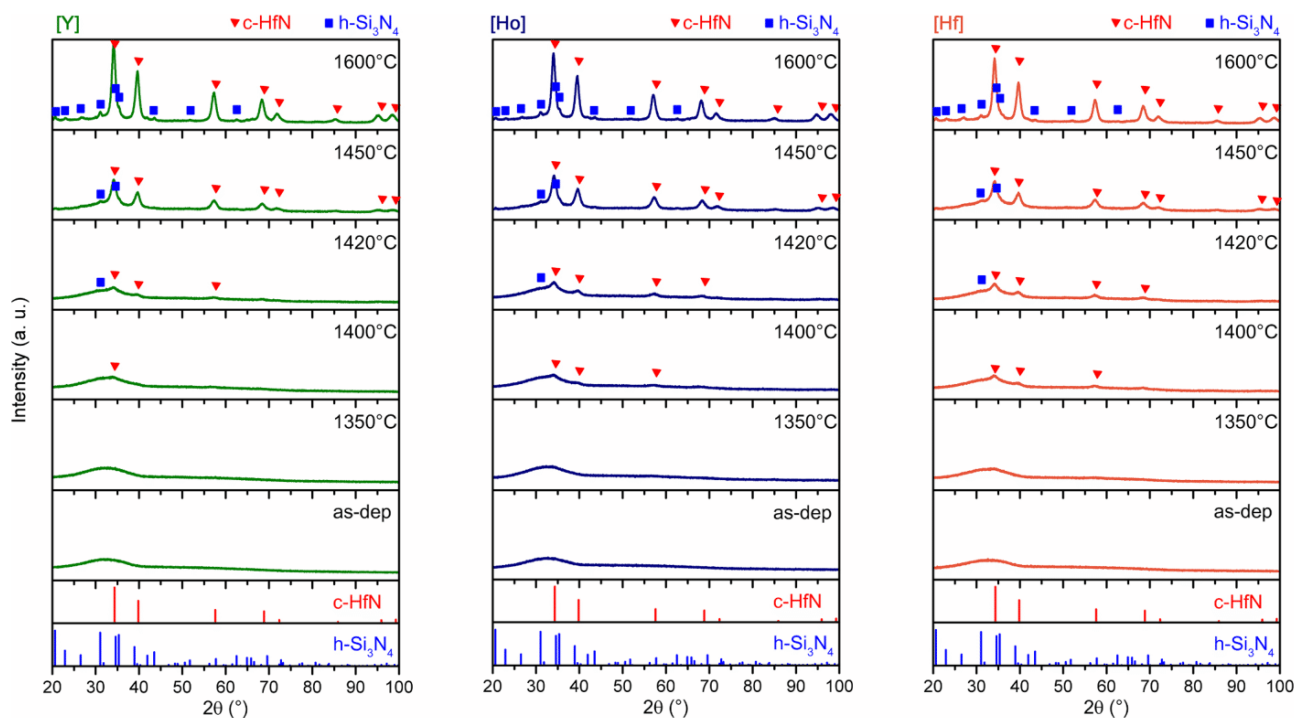 [Y] c-HfN h-Si₃N₄
1600°C
1450°C
1420°C
1400°C
1350°C
as-dep
c-HfN
h-Si₃N₄
20 30 40 50 60 70 80 90 100
2θ (°)
Intensity (a. u.)
[Ho] c-HfN h-Si₃N₄
1600°C
1450°C
1420°C
1400°C
1350°C
as-dep
c-HfN
h-Si₃N₄
20 30 40 50 60 70 80 90 100
2θ (°)
[Hf] c-HfN h-Si₃N₄
1600°C
1450°C
1420°C
1400°C
1350°C
as-dep
c-HfN
h-Si₃N₄
20 30 40 50 60 70 80 90 100
2θ (°)